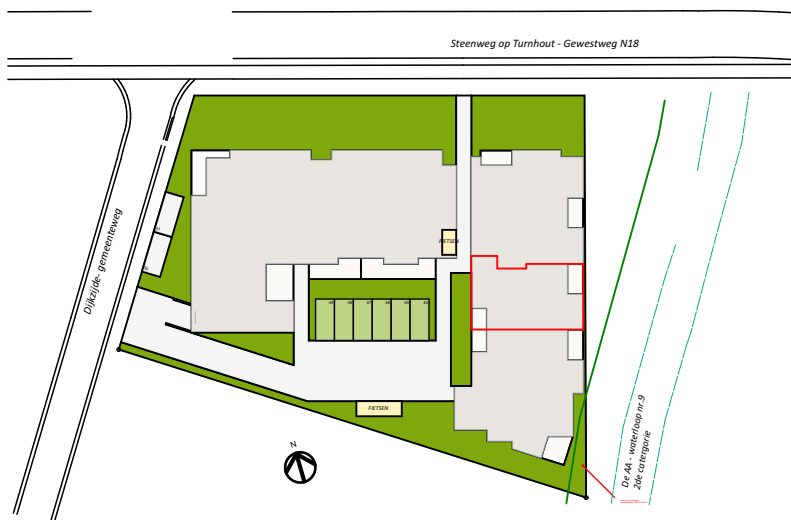 Steenweg op Turnhout - Gewestweg N18
Dijkzijde- gemeenteweg
FIETSEN
FIETSEN
N
De AA - waterloop nr.9
2de catergorie